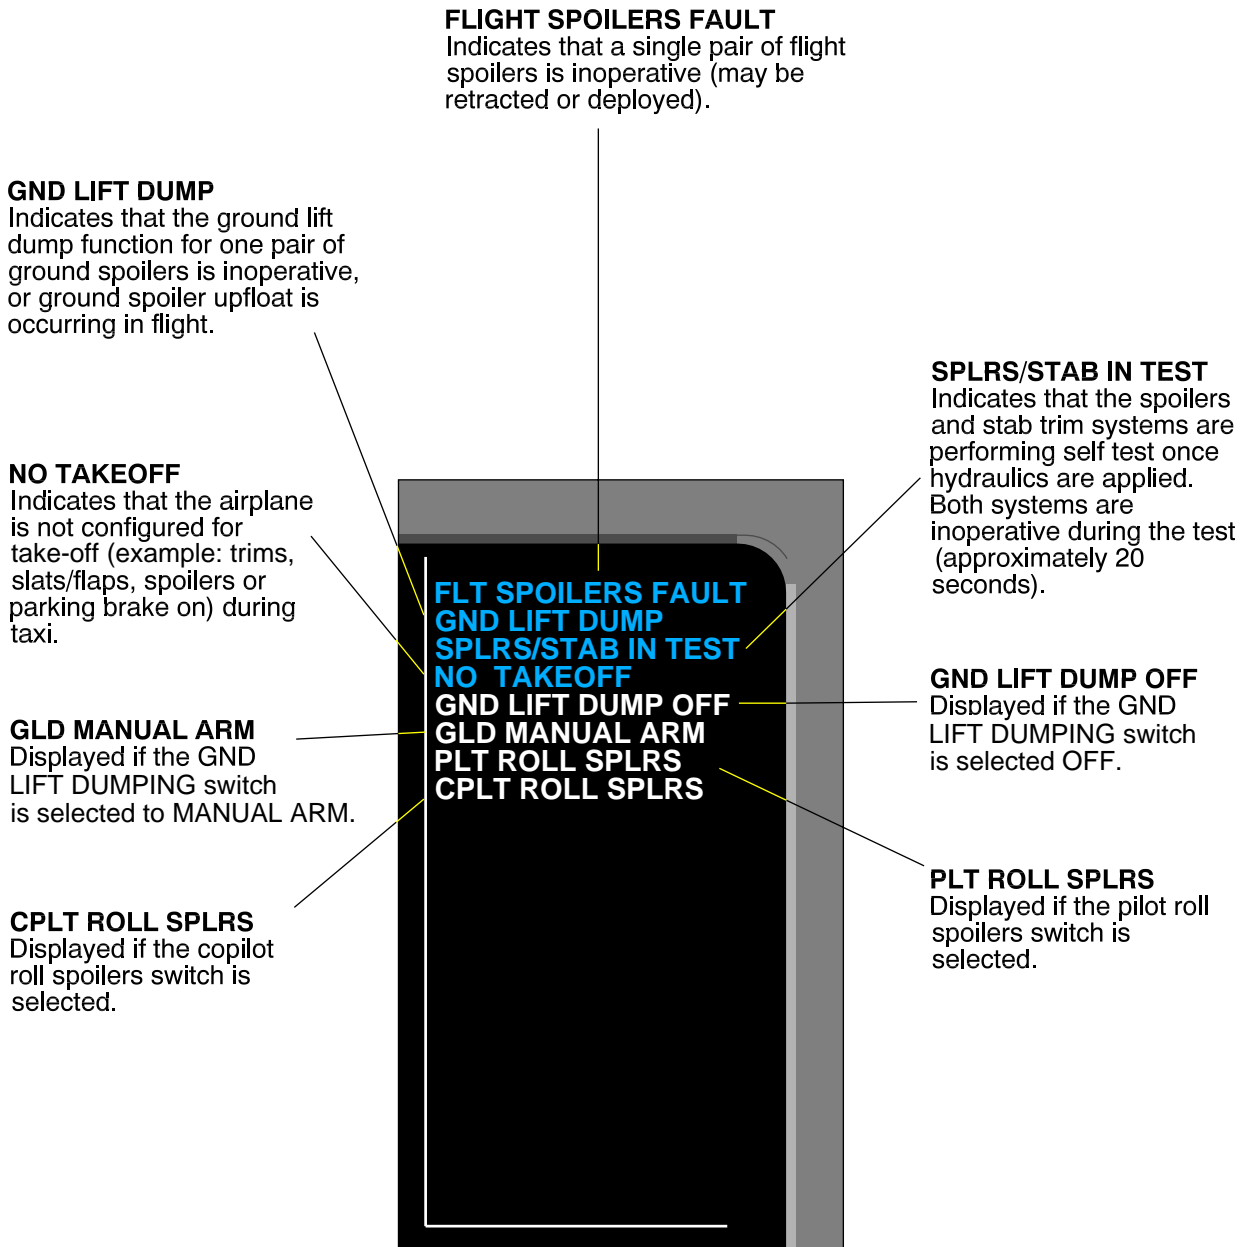 FLIGHT SPOILERS FAULT
Indicates that a single pair of flight
spoilers is inoperative (may be
retracted or deployed).
GND LIFT DUMP
Indicates that the ground lift
dump function for one pair of
ground spoilers is inoperative,
or ground spoiler upfloat is
occurring in flight.
NO TAKEOFF
Indicates that the airplane
is not configured for
take-off (example: trims,
slats/flaps, spoilers or
parking brake on) during
taxi.
GLD MANUAL ARM
Displayed if the GND
LIFT DUMPING switch
is selected to MANUAL ARM.
CPLT ROLL SPLRS
Displayed if the copilot
roll spoilers switch is
selected.
FLT SPOILERS FAULT
GND LIFT DUMP
SPLRS/STAB IN TEST
NO TAKEOFF
GND LIFT DUMP OFF
GLD MANUAL ARM
PLT ROLL SPLRS
CPLT ROLL SPLRS
SPLRS/STAB IN TEST
Indicates that the spoilers
and stab trim systems are
performing self test once
hydraulics are applied.
Both systems are
inoperative during the test
(approximately 20
seconds).
GND LIFT DUMP OFF
Displayed if the GND
LIFT DUMPING switch
is selected OFF.
PLT ROLL SPLRS
Displayed if the pilot roll
spoilers switch is
selected.